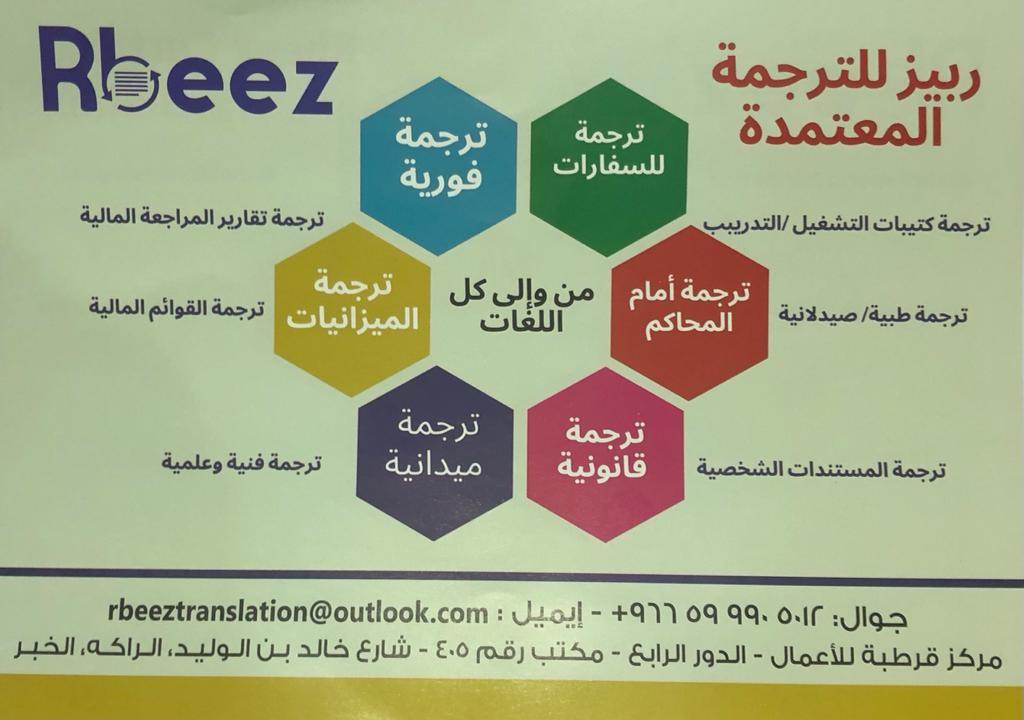 Rbeez
ربيز للترجمة
المعتمدة
ترجمة
للسفارات
ترجمة
فورية
ترجمة كتيبات التشغيل /التدريبب
ترجمة تقارير المراجعة المالية
ترجمة أمام
المحاكم
من وإلى كل
اللغات
ترجمة
الميزانيات
ترجمة طبية/ صيدلانية
ترجمة القوائم المالية
ترجمة
قانونية
ترجمة
ميدانية
ترجمة المستندات الشخصية
ترجمة فنية وعلمية
جوال: +٩٦٦ ٥٩ ٩٩٠ ٥٠١٢ - إيميل : rbeeztranslation@outlook.com
مركز قرطبة للأعمال - الدور الرابع - مكتب رقم ٤٠٥ - شارع خالد بن الوليد، الراكه، الخبر